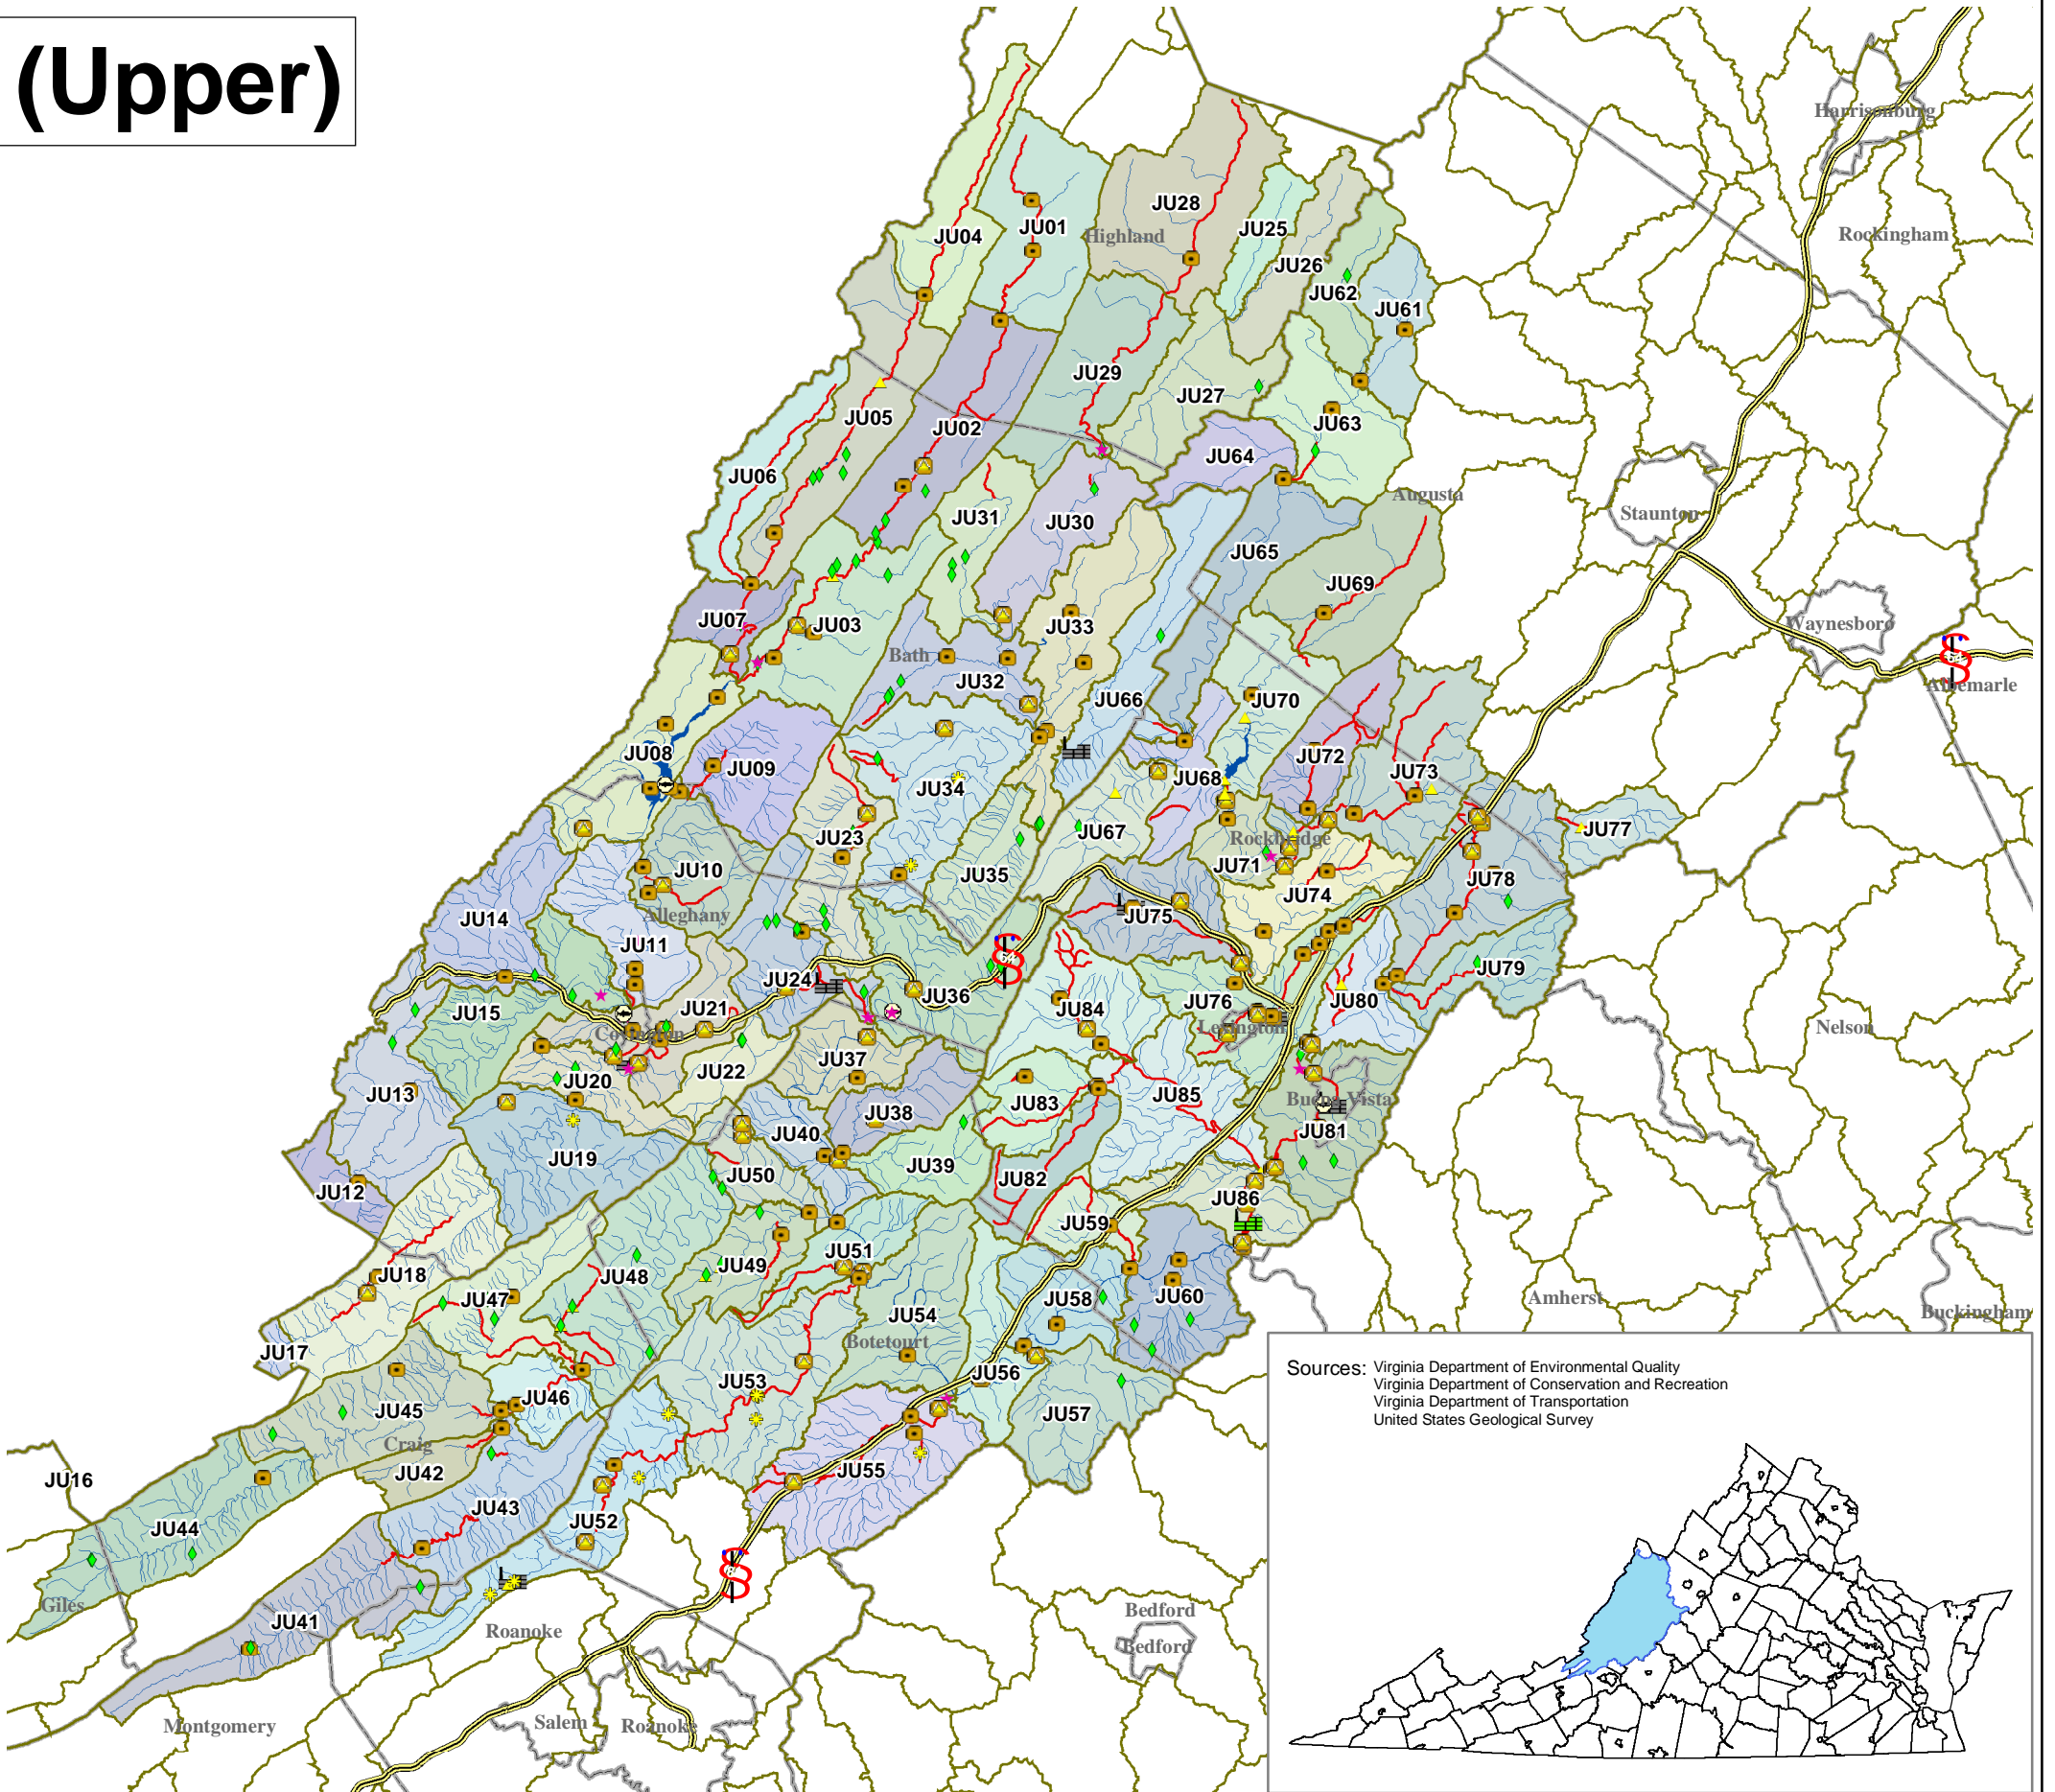 (Upper)
Harrisonburg
JU28
JU01
JU25
JU04
Highland
Rockingham
JU26
JU62
JU61
JU29
JU27
JU05
JU63
JU02
JU64
JU06
Augusta
Staunton
JU31
JU30
JU65
JU69
JU07
JU03
JU33
Waynesboro
Bath
JU32
Albemarle
JU66
JU70
JU08
JU72
JU09
JU73
JU68
JU34
JU67
JU77
JU23
Rockbridge
JU71
JU10
JU35
JU78
JU74
Alleghany
JU14
JU75
JU11
JU79
JU24
JU36
JU80
JU76
JU21
JU84
JU15
Lexington
Nelson
Covington
JU37
JU22
JU20
JU13
JU85
Buena Vista
JU83
JU38
JU81
JU40
JU19
JU39
JU50
JU82
JU12
JU86
JU59
JU51
JU49
JU18
JU48
JU60
JU47
JU58
Amherst
Buckingham
JU54
Botetourt
JU17
JU56
JU53
JU46
JU45
JU57
Craig
JU42
JU55
JU16
JU43
JU44
JU52
Giles
JU41
Roanoke
Bedford
Bedford
Montgomery
Salem
Roanoke
Sources: Virginia Department of Environmental Quality
Virginia Department of Conservation and Recreation
Virginia Department of Transportation
United States Geological Survey